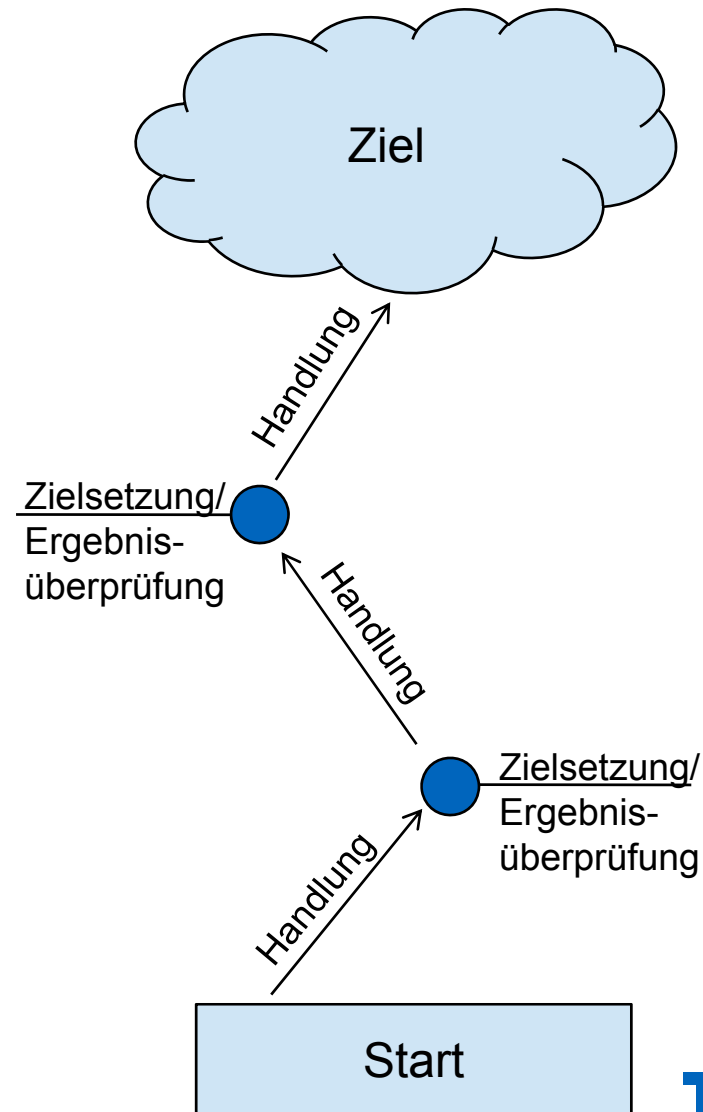 Ziel
Handlung
Zielsetzung/
Ergebnis-
überprüfung
Handlung
Zielsetzung/
Ergebnis-
überprüfung
Handlung
Start